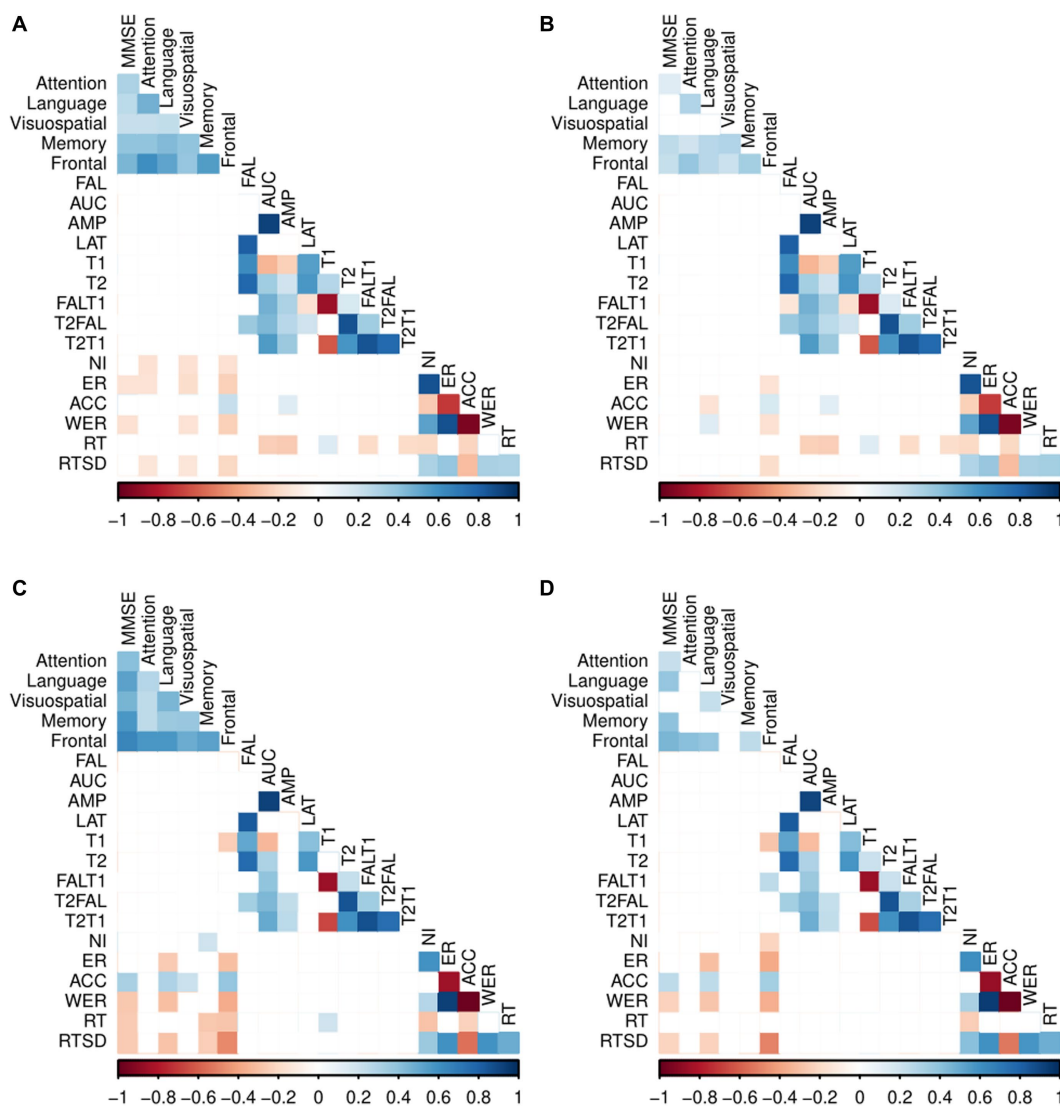 A
MMSE
Attention
Language
Visuospatial
Memory
Frontal
FAL
AUC
AMP
LAT
T1
T2
FALT1
T2FAL
T2T1
NI
ER
ACC
WER
RT
Attention
Language
Visuospatial
Memory
Frontal
FAL
AUC
AMP
LAT
T1
T2
FALT1
T2FAL
T2T1
NI
ER
ACC
WER
RT
RTSD
−1 −0.8 −0.6 −0.4 −0.2 0 0.2 0.4 0.6 0.8 1
B
MMSE
Attention
Language
Visuospatial
Memory
Frontal
FAL
AUC
AMP
LAT
T1
T2
FALT1
T2FAL
T2T1
NI
ER
ACC
WER
RT
Attention
Language
Visuospatial
Memory
Frontal
FAL
AUC
AMP
LAT
T1
T2
FALT1
T2FAL
T2T1
NI
ER
ACC
WER
RT
RTSD
−1 −0.8 −0.6 −0.4 −0.2 0 0.2 0.4 0.6 0.8 1
C
MMSE
Attention
Language
Visuospatial
Memory
Frontal
FAL
AUC
AMP
LAT
T1
T2
FALT1
T2FAL
T2T1
NI
ER
ACC
WER
RT
Attention
Language
Visuospatial
Memory
Frontal
FAL
AUC
AMP
LAT
T1
T2
FALT1
T2FAL
T2T1
NI
ER
ACC
WER
RT
RTSD
−1 −0.8 −0.6 −0.4 −0.2 0 0.2 0.4 0.6 0.8 1
D
MMSE
Attention
Language
Visuospatial
Memory
Frontal
FAL
AUC
AMP
LAT
T1
T2
FALT1
T2FAL
T2T1
NI
ER
ACC
WER
RT
Attention
Language
Visuospatial
Memory
Frontal
FAL
AUC
AMP
LAT
T1
T2
FALT1
T2FAL
T2T1
NI
ER
ACC
WER
RT
RTSD
−1 −0.8 −0.6 −0.4 −0.2 0 0.2 0.4 0.6 0.8 1